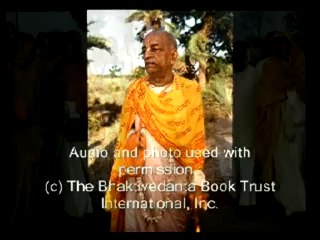 Audio and photo used with
permission.
(c) The Bhaktivedanta Book Trust
International, Inc.